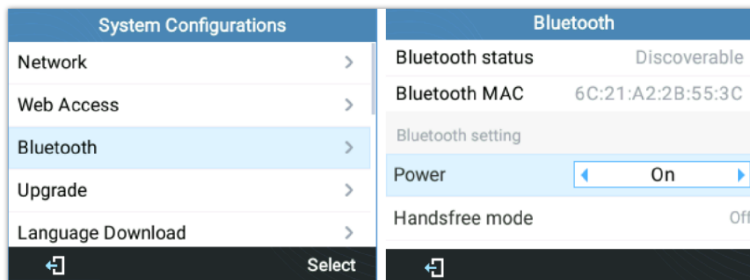 System Configurations
Network
Web Access
Bluetooth
Upgrade
Language Download
Select
Bluetooth
Bluetooth status Discoverable
Bluetooth MAC 6C:21:A2:2B:55:3C
Bluetooth setting
Power On
Handsfree mode Off